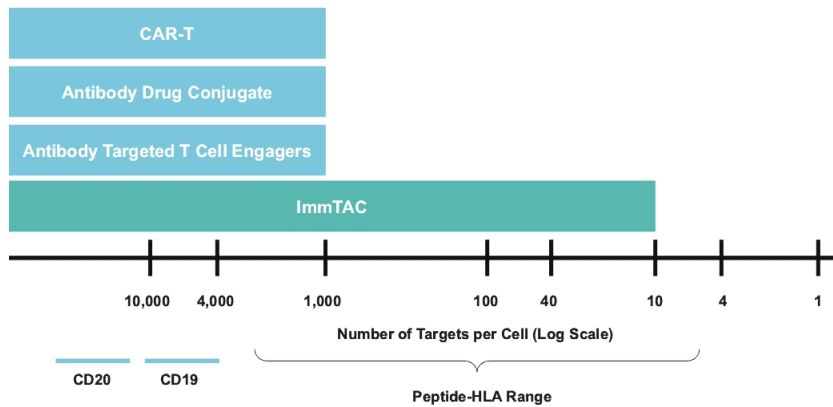 CAR-T
Antibody Drug Conjugate
Antibody Targeted T Cell Engagers
ImmTAC
10,000 4,000 1,000 100 40 10 4 1
Number of Targets per Cell (Log Scale)
CD20 CD19
Peptide-HLA Range